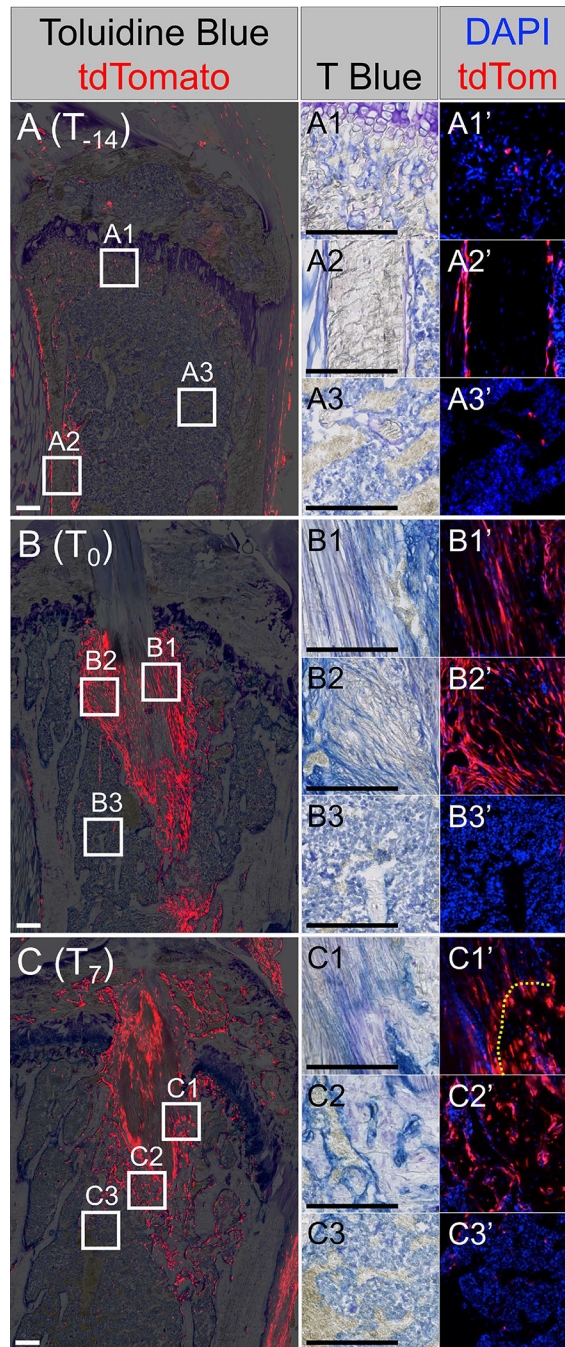 Toluidine Blue
tdTomato
T Blue
DAPI
tdTom
A (T-14)
A1
A2
A3
A1
A1’
A2
A2’
A3
A3’
B (T0)
B1
B2
B3
B1
B1’
B2
B2’
B3
B3’
C (T7)
C1
C2
C3
C1
C1’
C2
C2’
C3
C3’